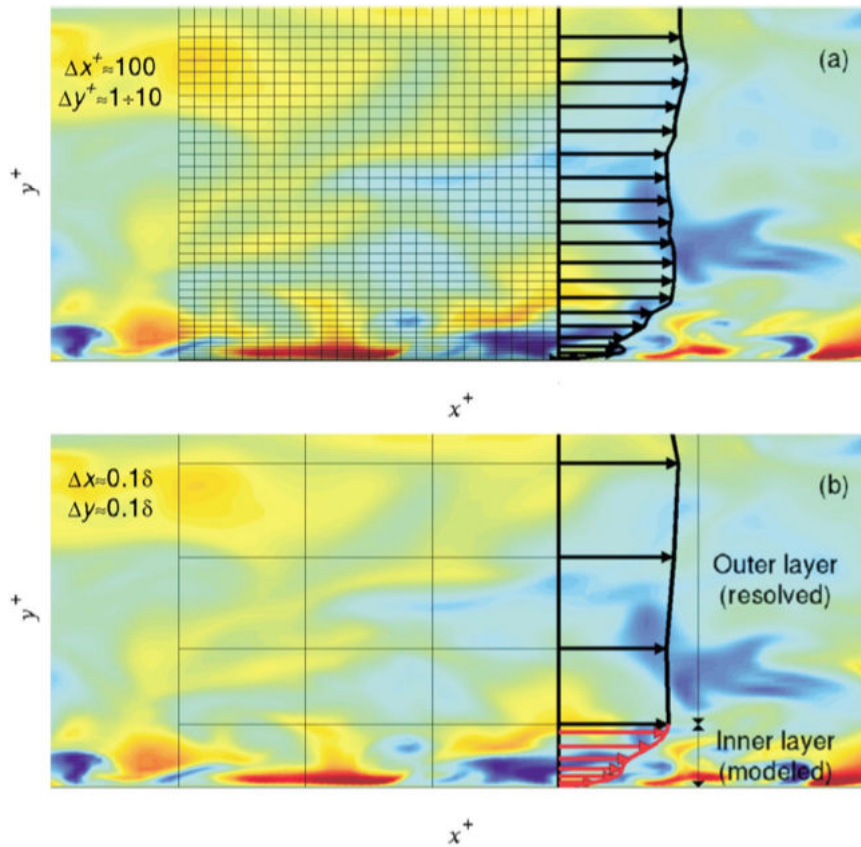 Δx⁺≈100
Δy⁺≈1÷10
(a)
y⁺
x⁺
Δx≈0.1δ
Δy≈0.1δ
(b)
Outer layer
(resolved)
y⁺
Inner layer
(modeled)
x⁺